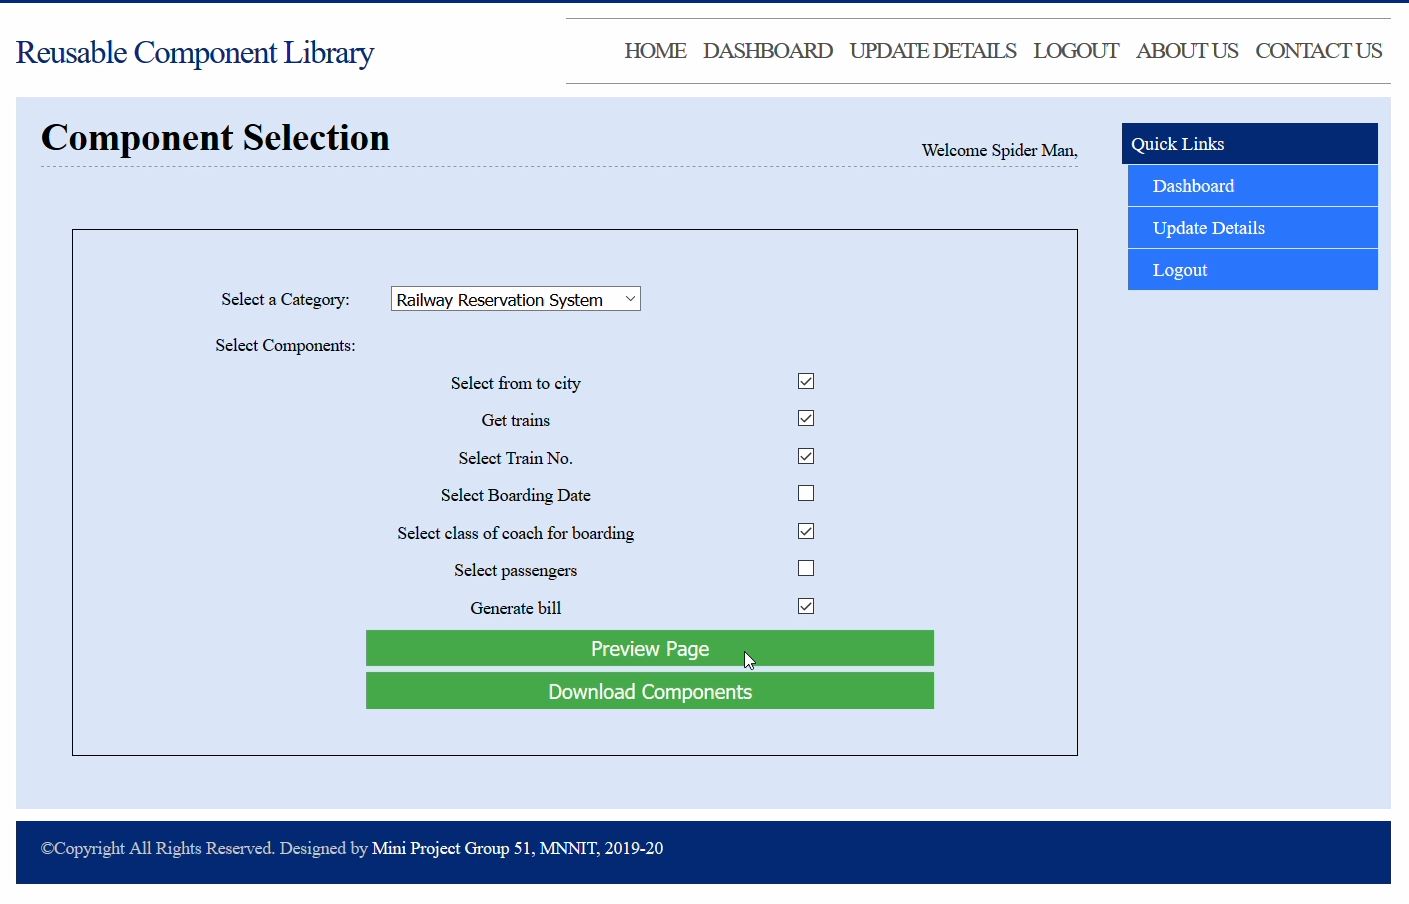 Reusable Component Library
HOME DASHBOARD UPDATE DETAILS LOGOUT ABOUT US CONTACT US
Component Selection
Welcome Spider Man,
Quick Links
Dashboard
Update Details
Logout
Select a Category: Railway Reservation System
Select Components:
Select from to city
Get trains
Select Train No.
Select Boarding Date
Select class of coach for boarding
Select passengers
Generate bill
Preview Page
Download Components
©Copyright All Rights Reserved. Designed by Mini Project Group 51, MNNIT, 2019-20